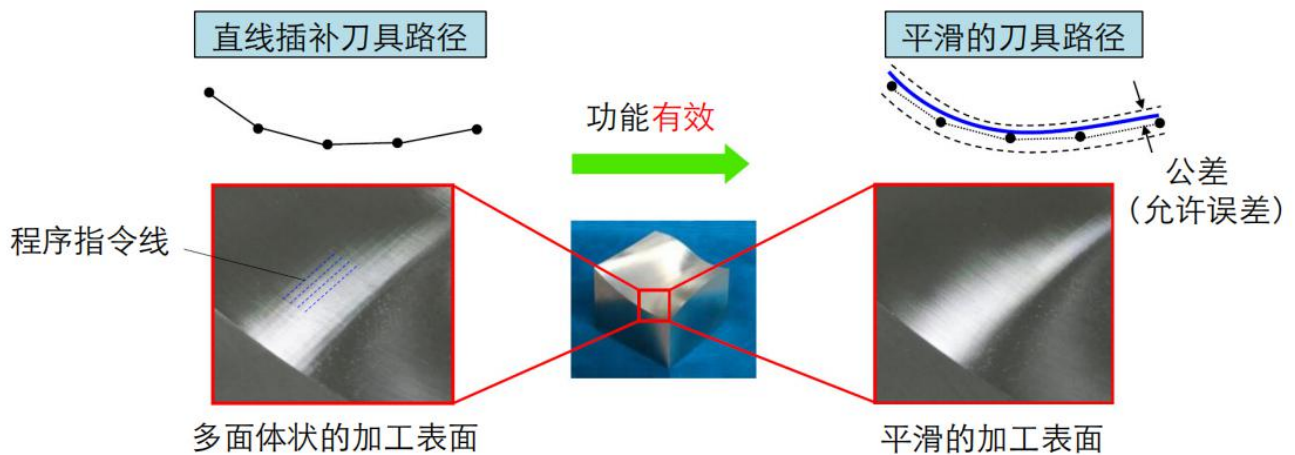 直线插补刀具路径
平滑的刀具路径
功能有效
公差
（允许误差）
程序指令线
多面体状的加工表面
平滑的加工表面